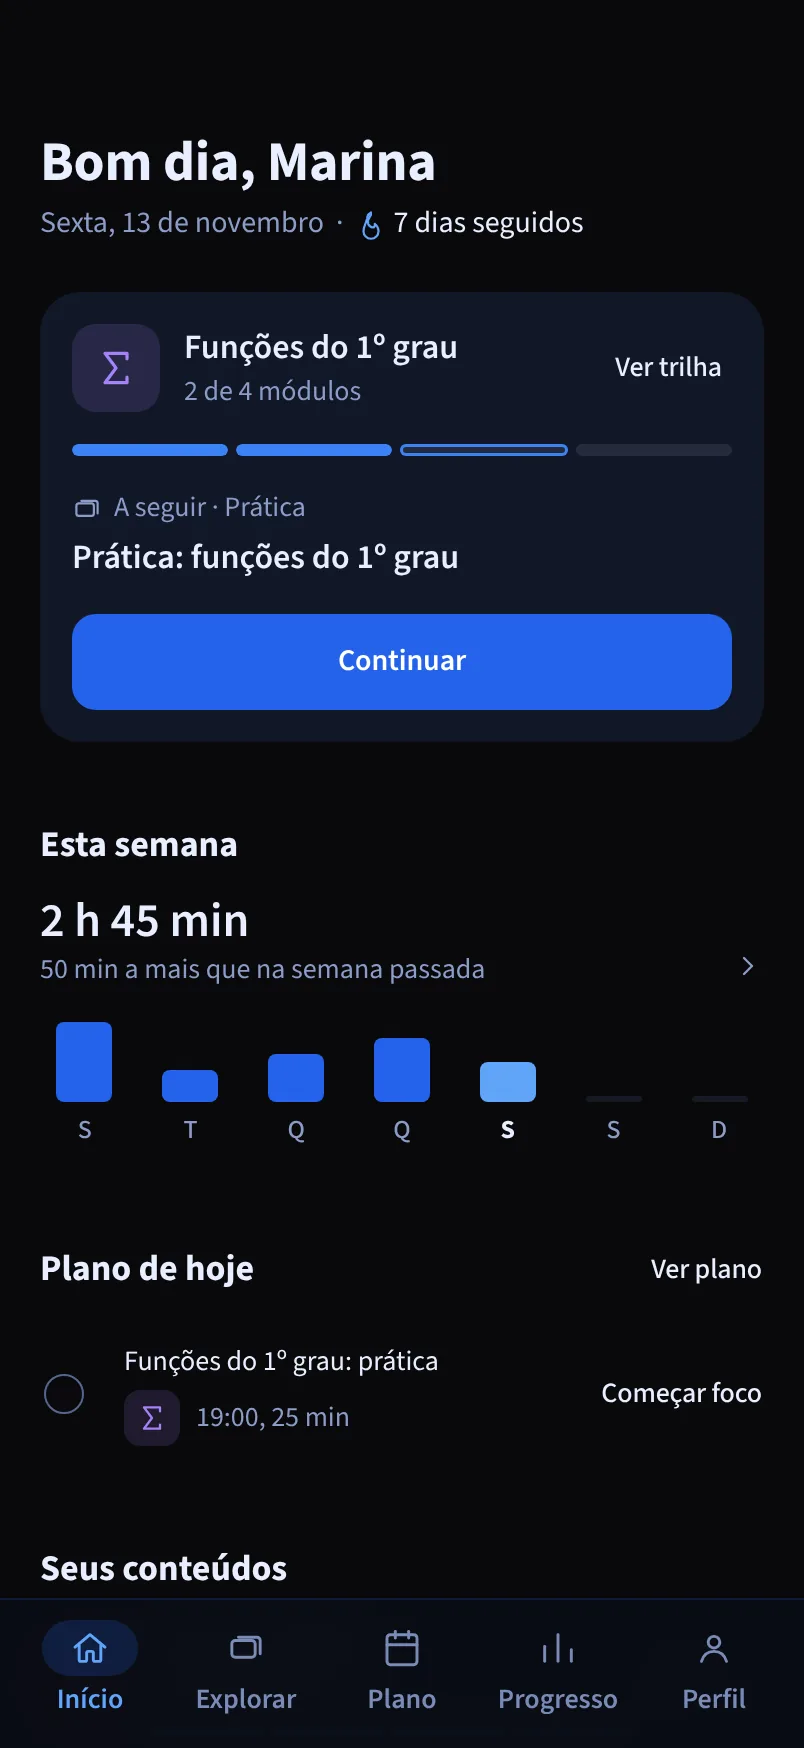 Bom dia, Marina
Sexta, 13 de novembro · 7 dias seguidos
Σ
Funções do 1º grau
2 de 4 módulos
Ver trilha
A seguir · Prática
Prática: funções do 1º grau
Continuar
Esta semana
2 h 45 min
50 min a mais que na semana passada
S T Q Q S S D
Plano de hoje
Ver plano
Funções do 1º grau: prática
Σ 19:00, 25 min
Começar foco
Seus conteúdos
Início Explorar Plano Progresso Perfil